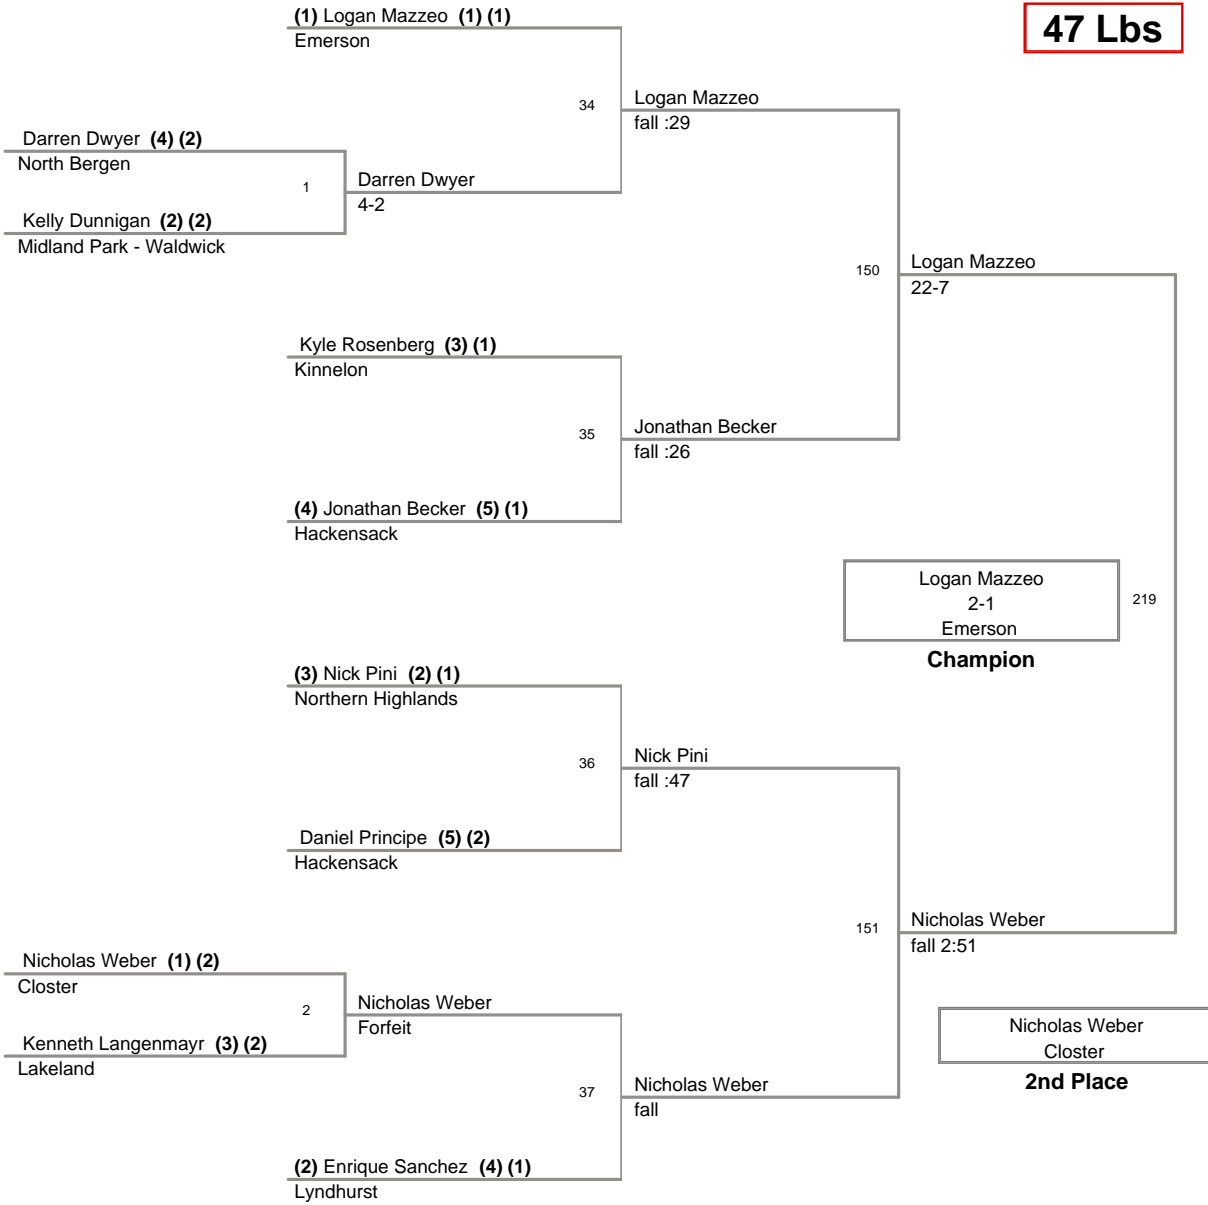 (1) Logan Mazzeo (1) (1)
Emerson
47 Lbs
34
Logan Mazzeo
fall :29
Darren Dwyer (4) (2)
North Bergen
1
Darren Dwyer
4-2
Kelly Dunnigan (2) (2)
Midland Park - Waldwick
150
Logan Mazzeo
22-7
Kyle Rosenberg (3) (1)
Kinnelon
35
Jonathan Becker
fall :26
(4) Jonathan Becker (5) (1)
Hackensack
Logan Mazzeo
2-1
Emerson
Champion
219
(3) Nick Pini (2) (1)
Northern Highlands
36
Nick Pini
fall :47
Daniel Principe (5) (2)
Hackensack
151
Nicholas Weber
fall 2:51
Nicholas Weber (1) (2)
Closter
2
Nicholas Weber
Forfeit
Kenneth Langenmayr (3) (2)
Lakeland
Nicholas Weber
Closter
2nd Place
37
Nicholas Weber
fall
(2) Enrique Sanchez (4) (1)
Lyndhurst